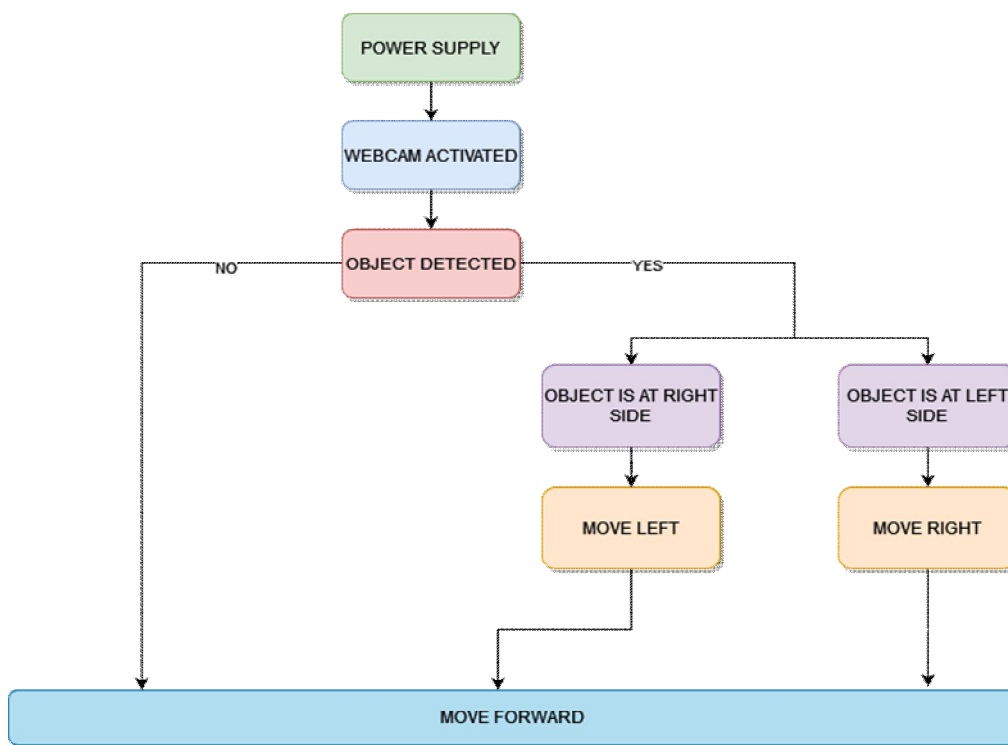 POWER SUPPLY
WEBCAM ACTIVATED
OBJECT DETECTED
NO
YES
OBJECT IS AT RIGHT
SIDE
OBJECT IS AT LEFT
SIDE
MOVE LEFT
MOVE RIGHT
MOVE FORWARD